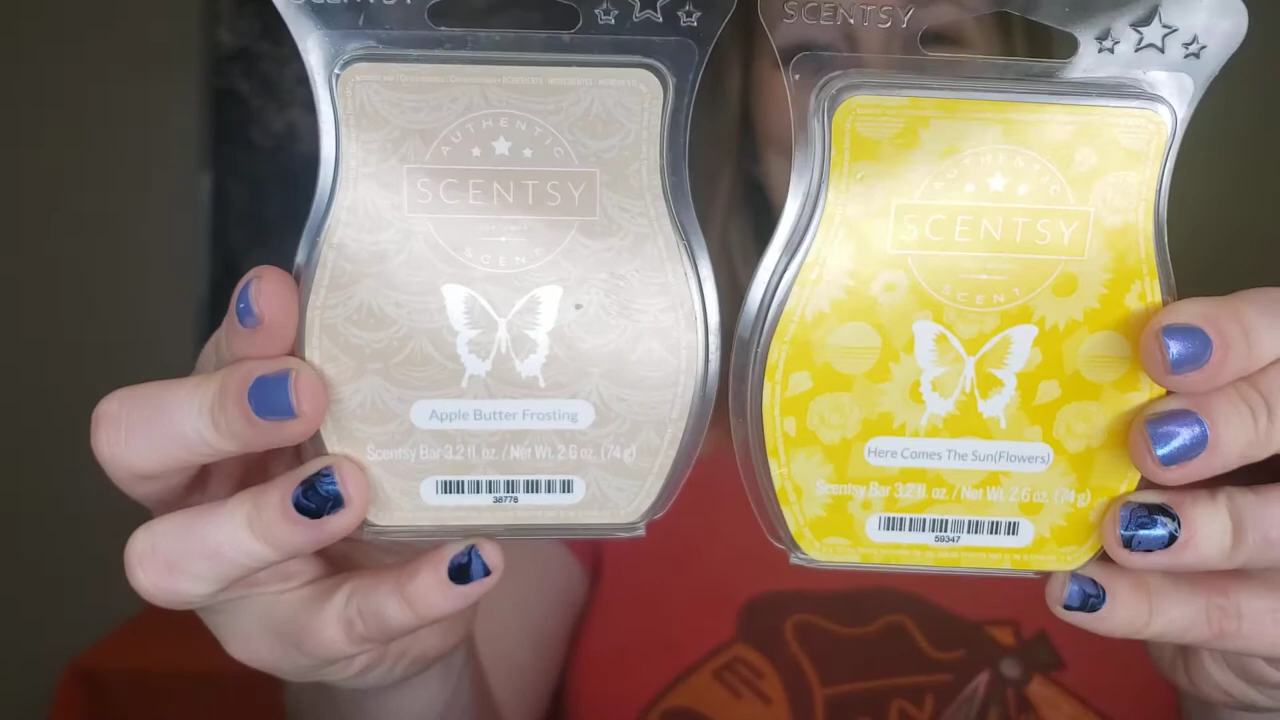 SCENTSY
AUTHENTIC
SCENTSY
SCENT
Apple Butter Frosting
Scentsy Bar 3.2 fl. oz. / Net Wt. 2.6 oz. (74 g)
38778
SCENTSY
AUTHENTIC
SCENTSY
SCENT
Here Comes The Sun(Flowers)
Scentsy Bar 3.2 fl. oz. / Net Wt. 2.6 oz. (74 g)
59347